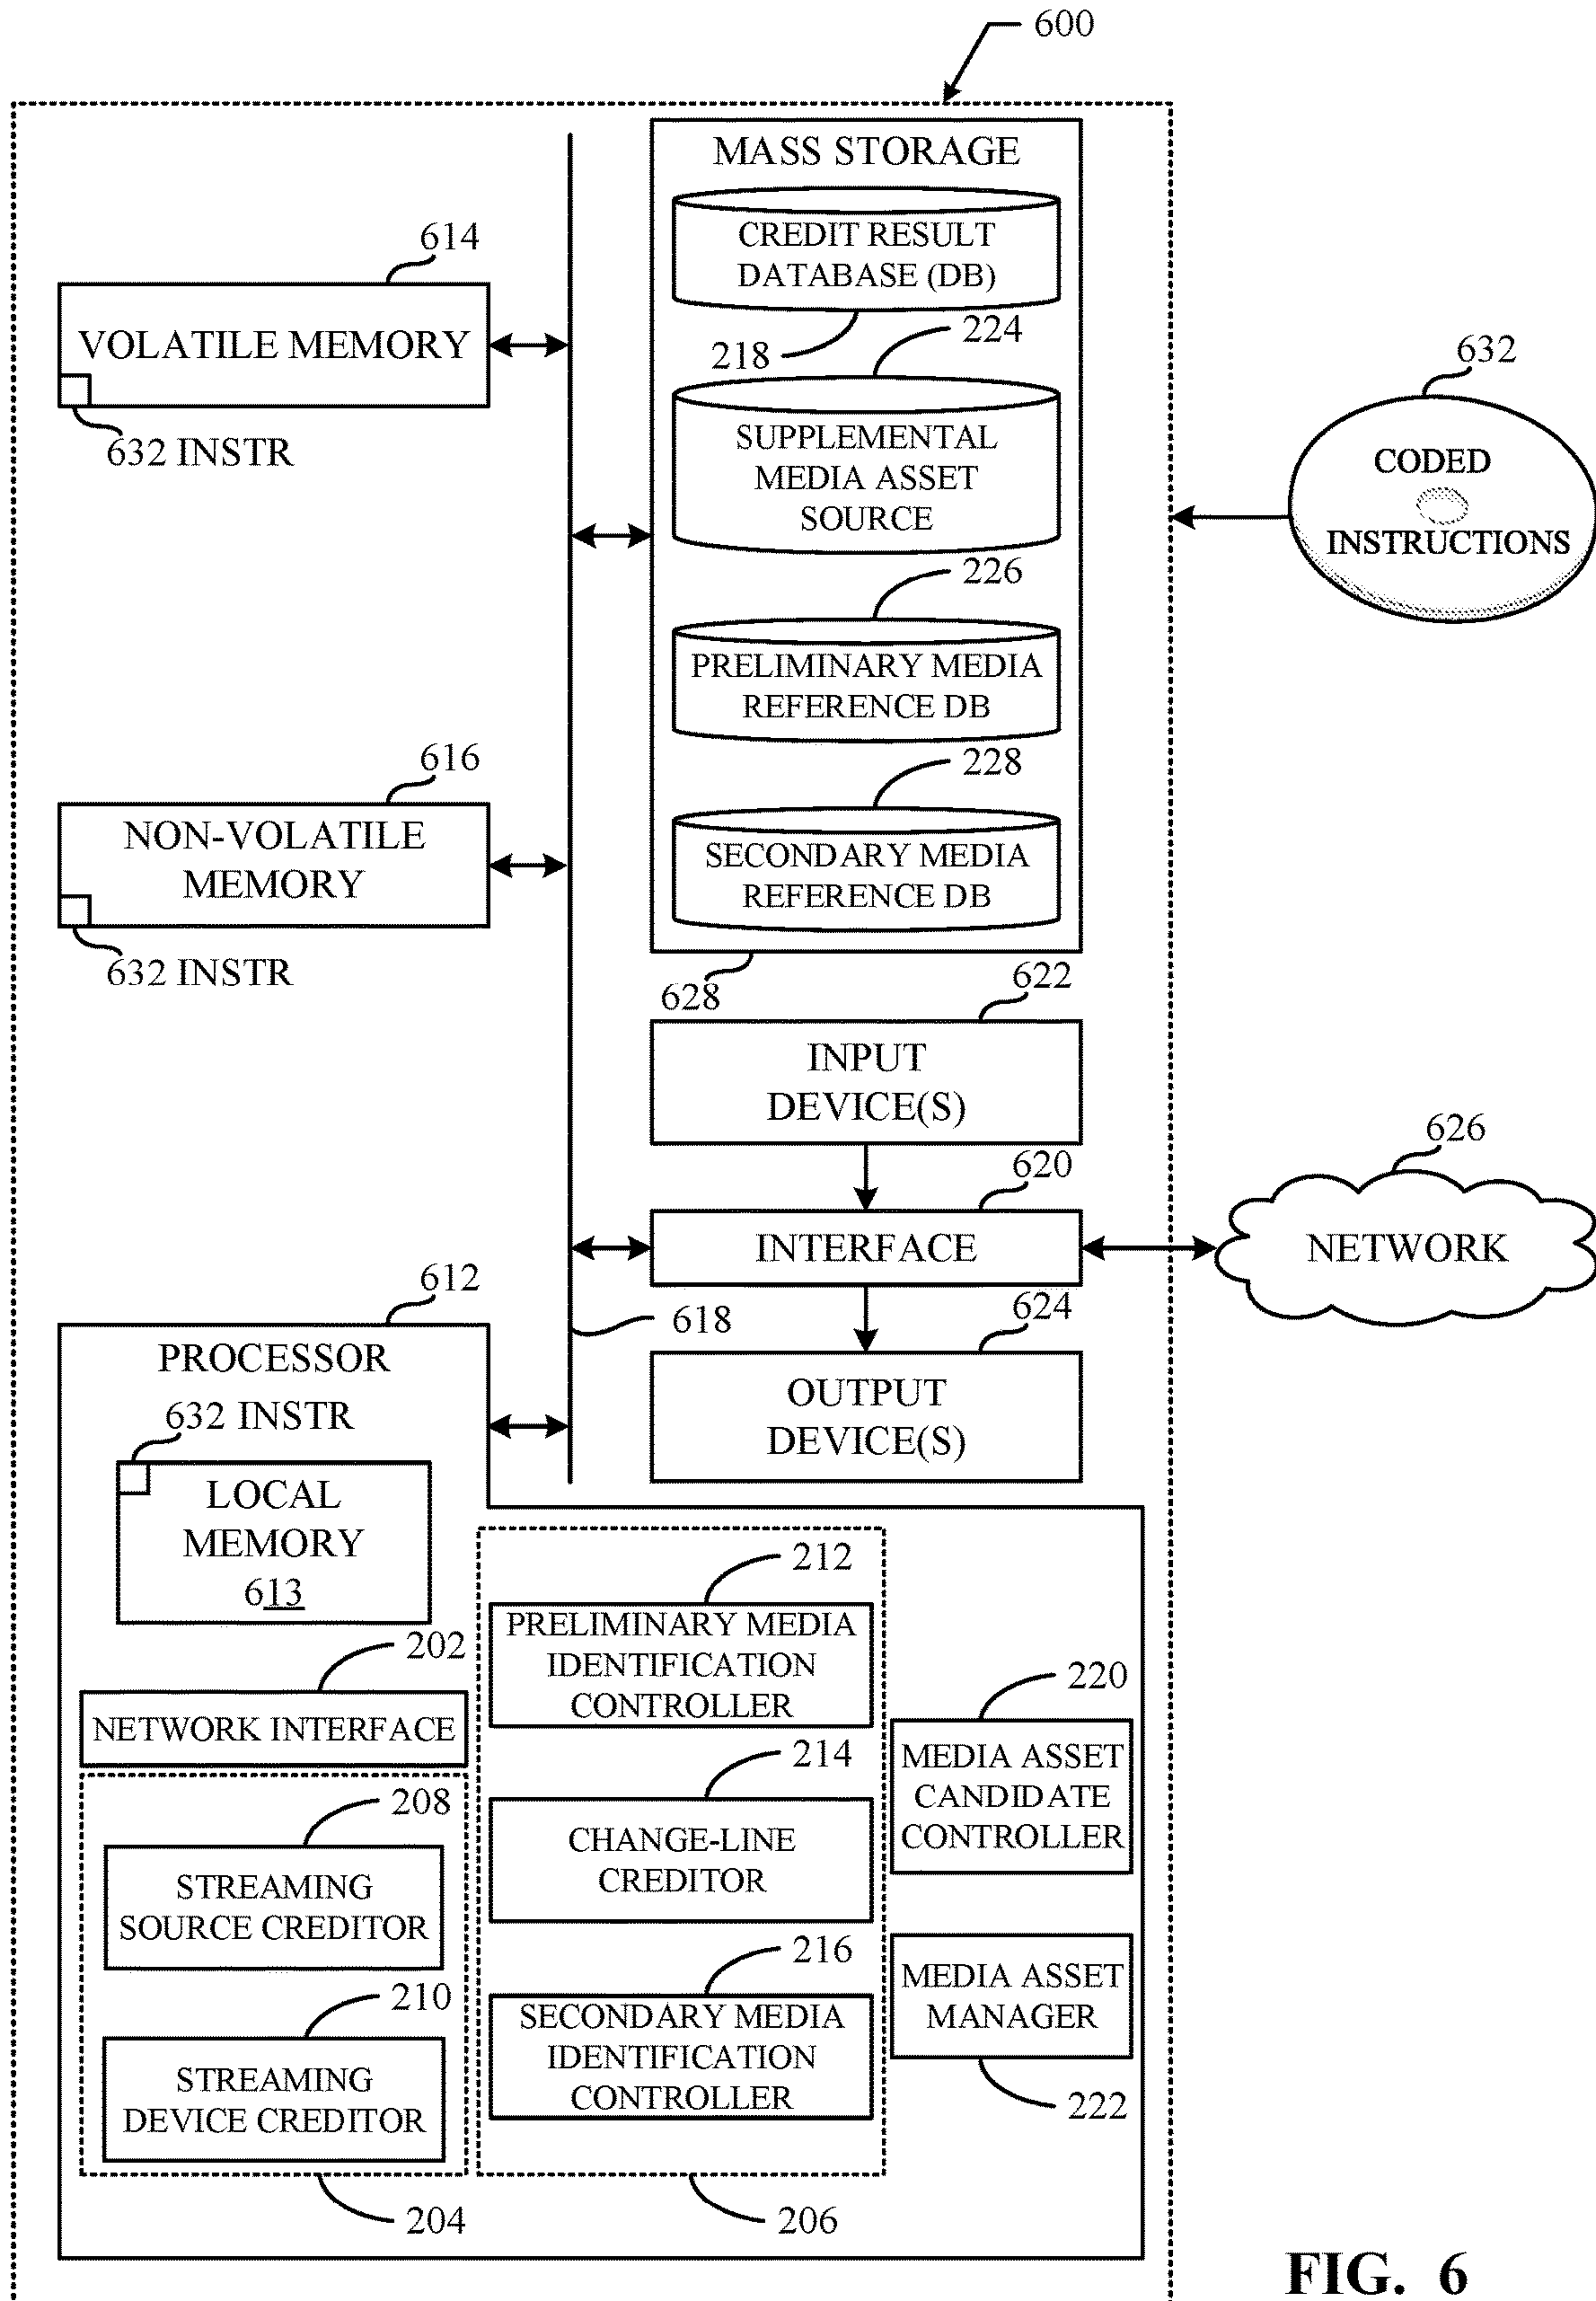 600
MASS STORAGE
CREDIT RESULT
DATABASE (DB)
218
224
SUPPLEMENTAL
MEDIA ASSET
SOURCE
226
PRELIMINARY MEDIA
REFERENCE DB
228
SECONDARY MEDIA
REFERENCE DB
628
614
VOLATILE MEMORY
632 INSTR
616
NON-VOLATILE
MEMORY
632 INSTR
632
CODED
INSTRUCTIONS
622
INPUT
DEVICE(S)
620
INTERFACE
626
NETWORK
618
624
OUTPUT
DEVICE(S)
612
PROCESSOR
632 INSTR
LOCAL
MEMORY
613
202
NETWORK INTERFACE
208
STREAMING
SOURCE CREDITOR
210
STREAMING
DEVICE CREDITOR
204
212
PRELIMINARY MEDIA
IDENTIFICATION
CONTROLLER
214
CHANGE-LINE
CREDITOR
216
SECONDARY MEDIA
IDENTIFICATION
CONTROLLER
206
220
MEDIA ASSET
CANDIDATE
CONTROLLER
MEDIA ASSET
MANAGER
222
FIG. 6